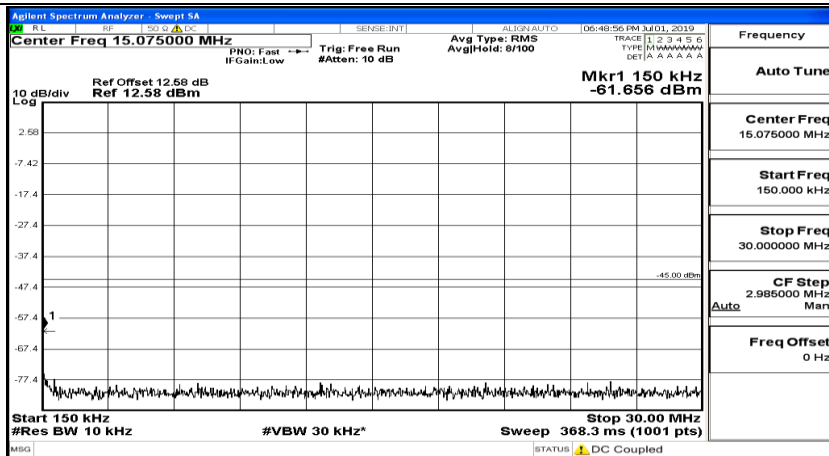 Agilent Spectrum Analyzer - Swept SA
LXI RL RF 50 Ω DC SENSE:INT ALIGN AUTO 06:48:56 PM Jul 01, 2019
Center Freq 15.075000 MHz
PNO: Fast
IFGain:Low
Trig: Free Run
#Atten: 10 dB
Avg Type: RMS
Avg|Hold: 8/100
TRACE 1 2 3 4 5 6
TYPE M WWWWW
DET A A A A A A
Ref Offset 12.58 dB
Ref 12.58 dBm
10 dB/div
Log
Mkr1 150 kHz
-61.656 dBm
2.58
-7.42
-17.4
-27.4
-37.4
-45.00 dBm
-47.4
-57.4
1
-67.4
-77.4
Start 150 kHz
Stop 30.00 MHz
#Res BW 10 kHz
#VBW 30 kHz*
Sweep 368.3 ms (1001 pts)
MSG
STATUS DC Coupled
Frequency
Auto Tune
Center Freq
15.075000 MHz
Start Freq
150.000 kHz
Stop Freq
30.000000 MHz
CF Step
2.985000 MHz
Auto Man
Freq Offset
0 Hz